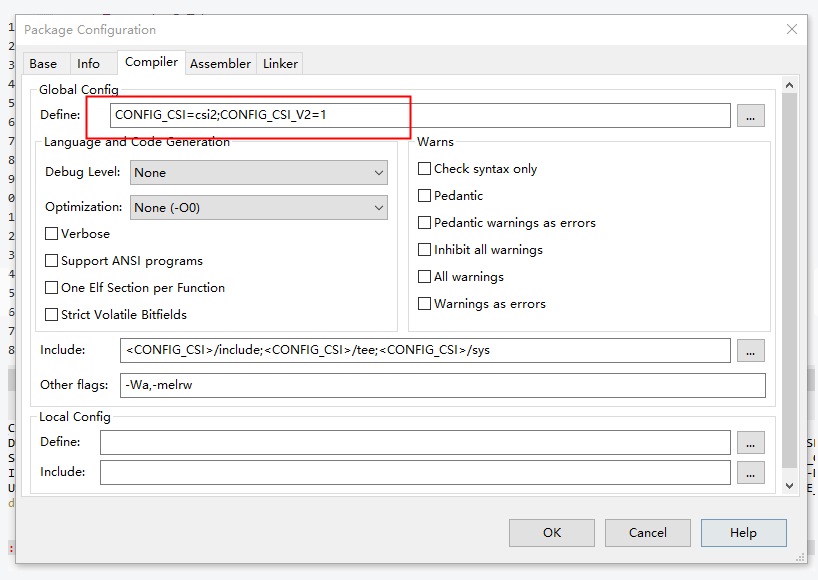 Package Configuration
Base Info Compiler Assembler Linker
Global Config
Define: CONFIG_CSI=csi2;CONFIG_CSI_V2=1 ...
Language and Code Generation
Debug Level: None
Optimization: None (-O0)
Verbose
Support ANSI programs
One Elf Section per Function
Strict Volatile Bitfields
Warns
Check syntax only
Pedantic
Pedantic warnings as errors
Inhibit all warnings
All warnings
Warnings as errors
Include: <CONFIG_CSI>/include;<CONFIG_CSI>/tee;<CONFIG_CSI>/sys ...
Other flags: -Wa,-melrw
Local Config
Define: ...
Include: ...
OK Cancel Help